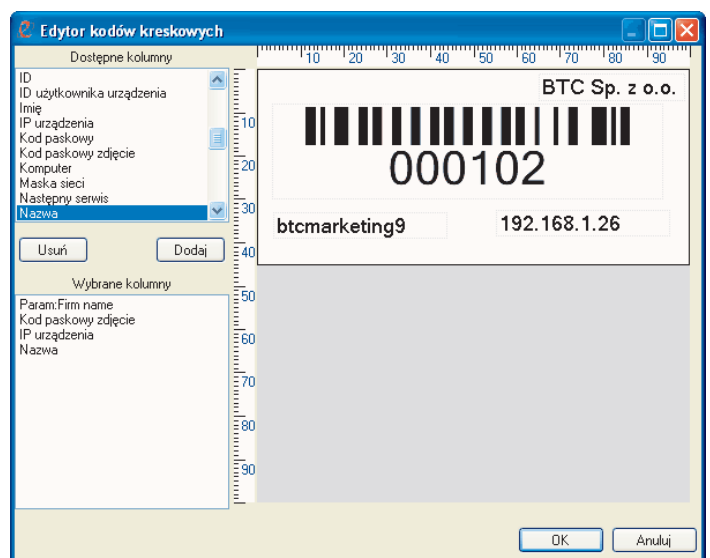 Edytor kodów kreskowych
Dostępne kolumny
ID
ID użytkownika urządzenia
Imię
IP urządzenia
Kod paskowy
Kod paskowy zdjęcie
Komputer
Maska sieci
Następny serwis
Nazwa
Usuń Dodaj
Wybrane kolumny
Param:Firm name
Kod paskowy zdjęcie
IP urządzenia
Nazwa
10 20 30 40 50 60 70 80 90
10
20
30
40
50
60
70
80
90
BTC Sp. z o.o.
000102
btcmarketing9 192.168.1.26
OK Anuluj